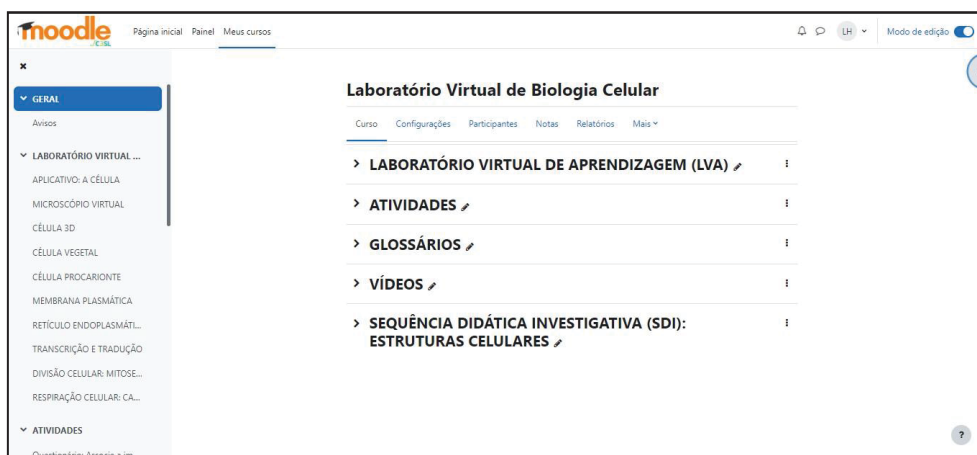 moodle
Página inicial Painel Meus cursos
LH
Modo de edição
GERAL
Avisos
LABORATÓRIO VIRTUAL ...
APLICATIVO: A CÉLULA
MICROSCÓPIO VIRTUAL
CÉLULA 3D
CÉLULA VEGETAL
CÉLULA PROCARIONTE
MEMBRANA PLASMÁTICA
RETÍCULO ENDOPLASMÁTI...
TRANSCRIÇÃO E TRADUÇÃO
DIVISÃO CELULAR: MITOSE...
RESPIRAÇÃO CELULAR: CA...
ATIVIDADES
Laboratório Virtual de Biologia Celular
Curso Configurações Participantes Notas Relatórios Mais
LABORATÓRIO VIRTUAL DE APRENDIZAGEM (LVA)
ATIVIDADES
GLOSSÁRIOS
VÍDEOS
SEQUÊNCIA DIDÁTICA INVESTIGATIVA (SDI):
ESTRUTURAS CELULARES
?